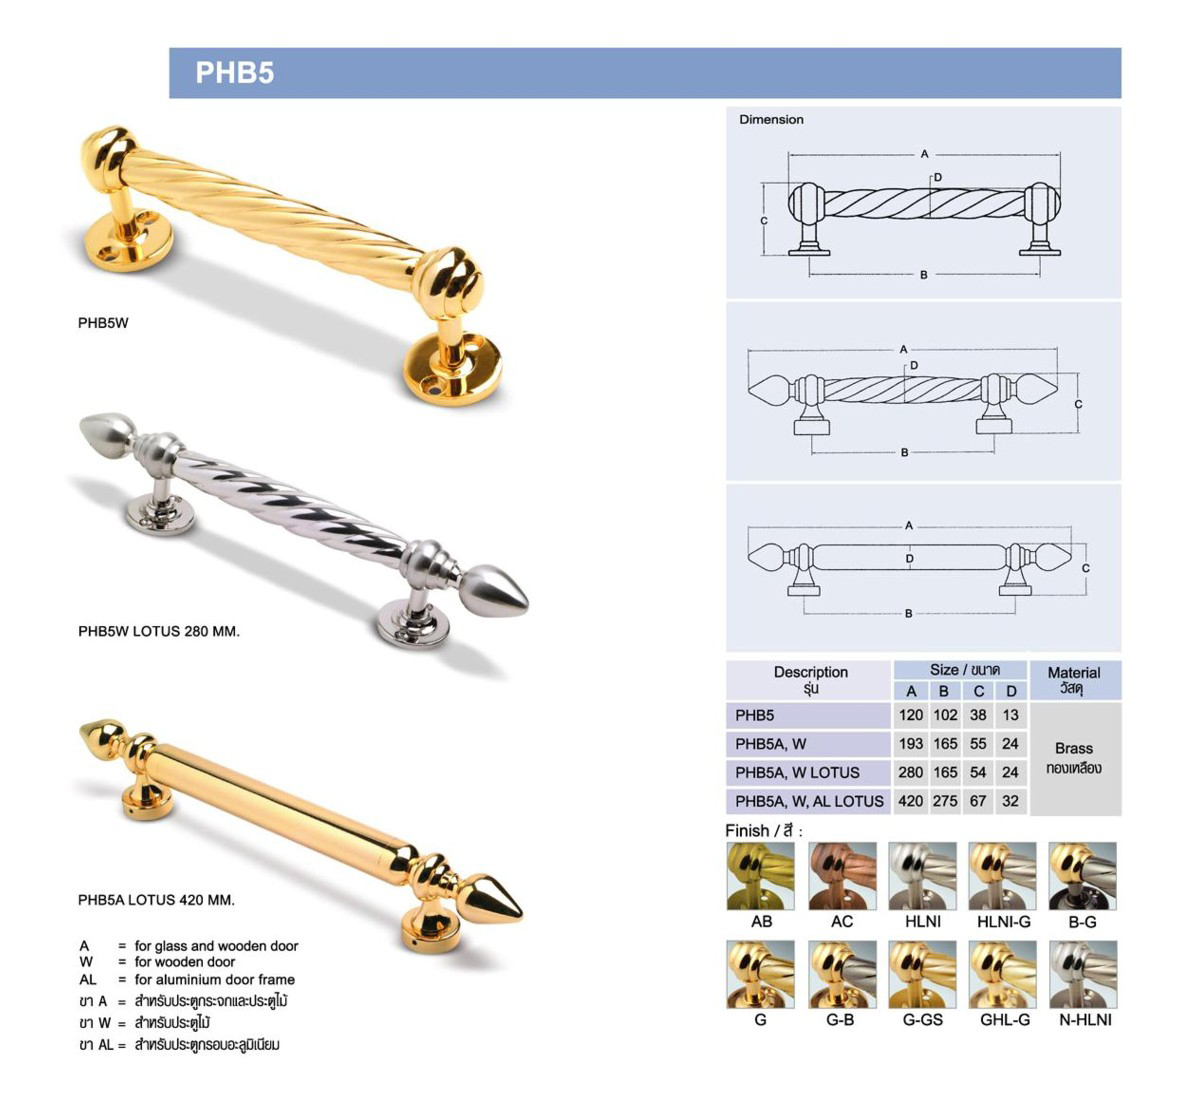 PHB5
PHB5W
PHB5W LOTUS 280 MM.
PHB5A LOTUS 420 MM.
A = for glass and wooden door
W = for wooden door
AL = for aluminium door frame
ขา A = สำหรับประตูกระจกและประตูไม้
ขา W = สำหรับประตูไม้
ขา AL = สำหรับประตูกรอบอะลูมิเนียม
Dimension
A
D
C
B
A
D
C
B
A
D
C
B
Description Size / ขนาด Material
รุ่น A B C D วัสดุ
PHB5 120 102 38 13
PHB5A, W 193 165 55 24
PHB5A, W LOTUS 280 165 54 24
PHB5A, W, AL LOTUS 420 275 67 32
Brass
ทองเหลือง
Finish / สี :
AB AC HLNI HLNI-G B-G
G G-B G-GS GHL-G N-HLNI